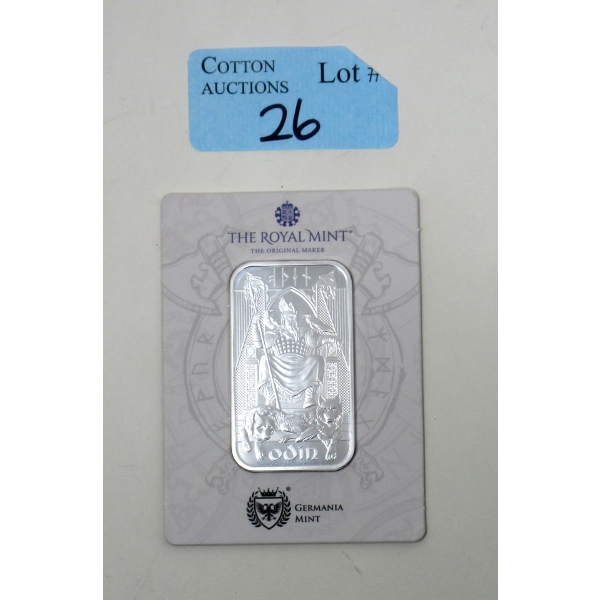 COTTON
AUCTIONS
Lot
26
THE ROYAL MINT®
THE ORIGINAL MAKER
ODIN
®
GERMANIA
MINT